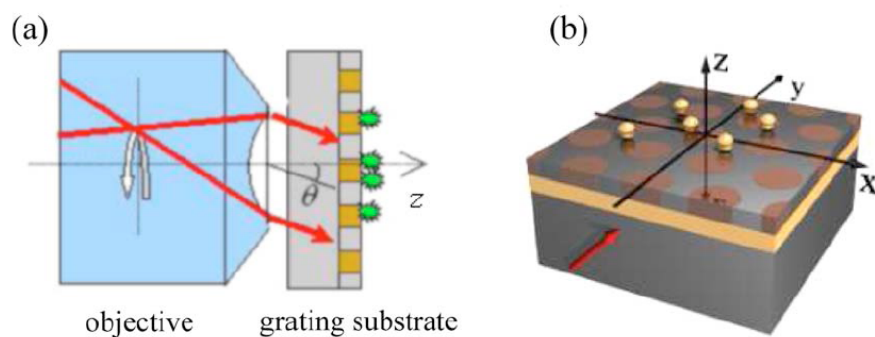 (a)
(b)
θ
z
objective
grating substrate
z
y
x